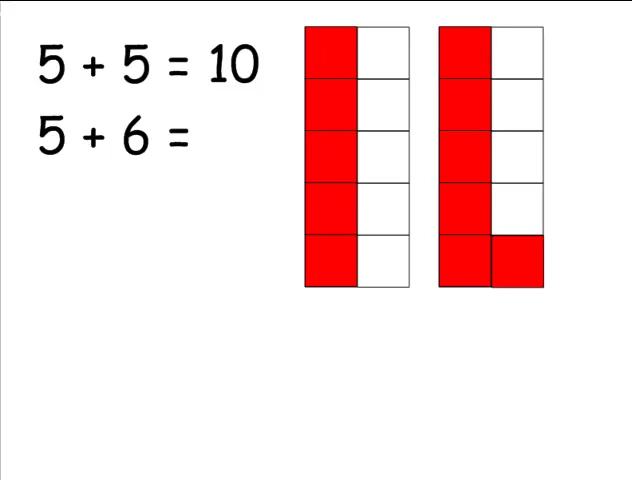 5 + 5 = 10
5 + 6 =